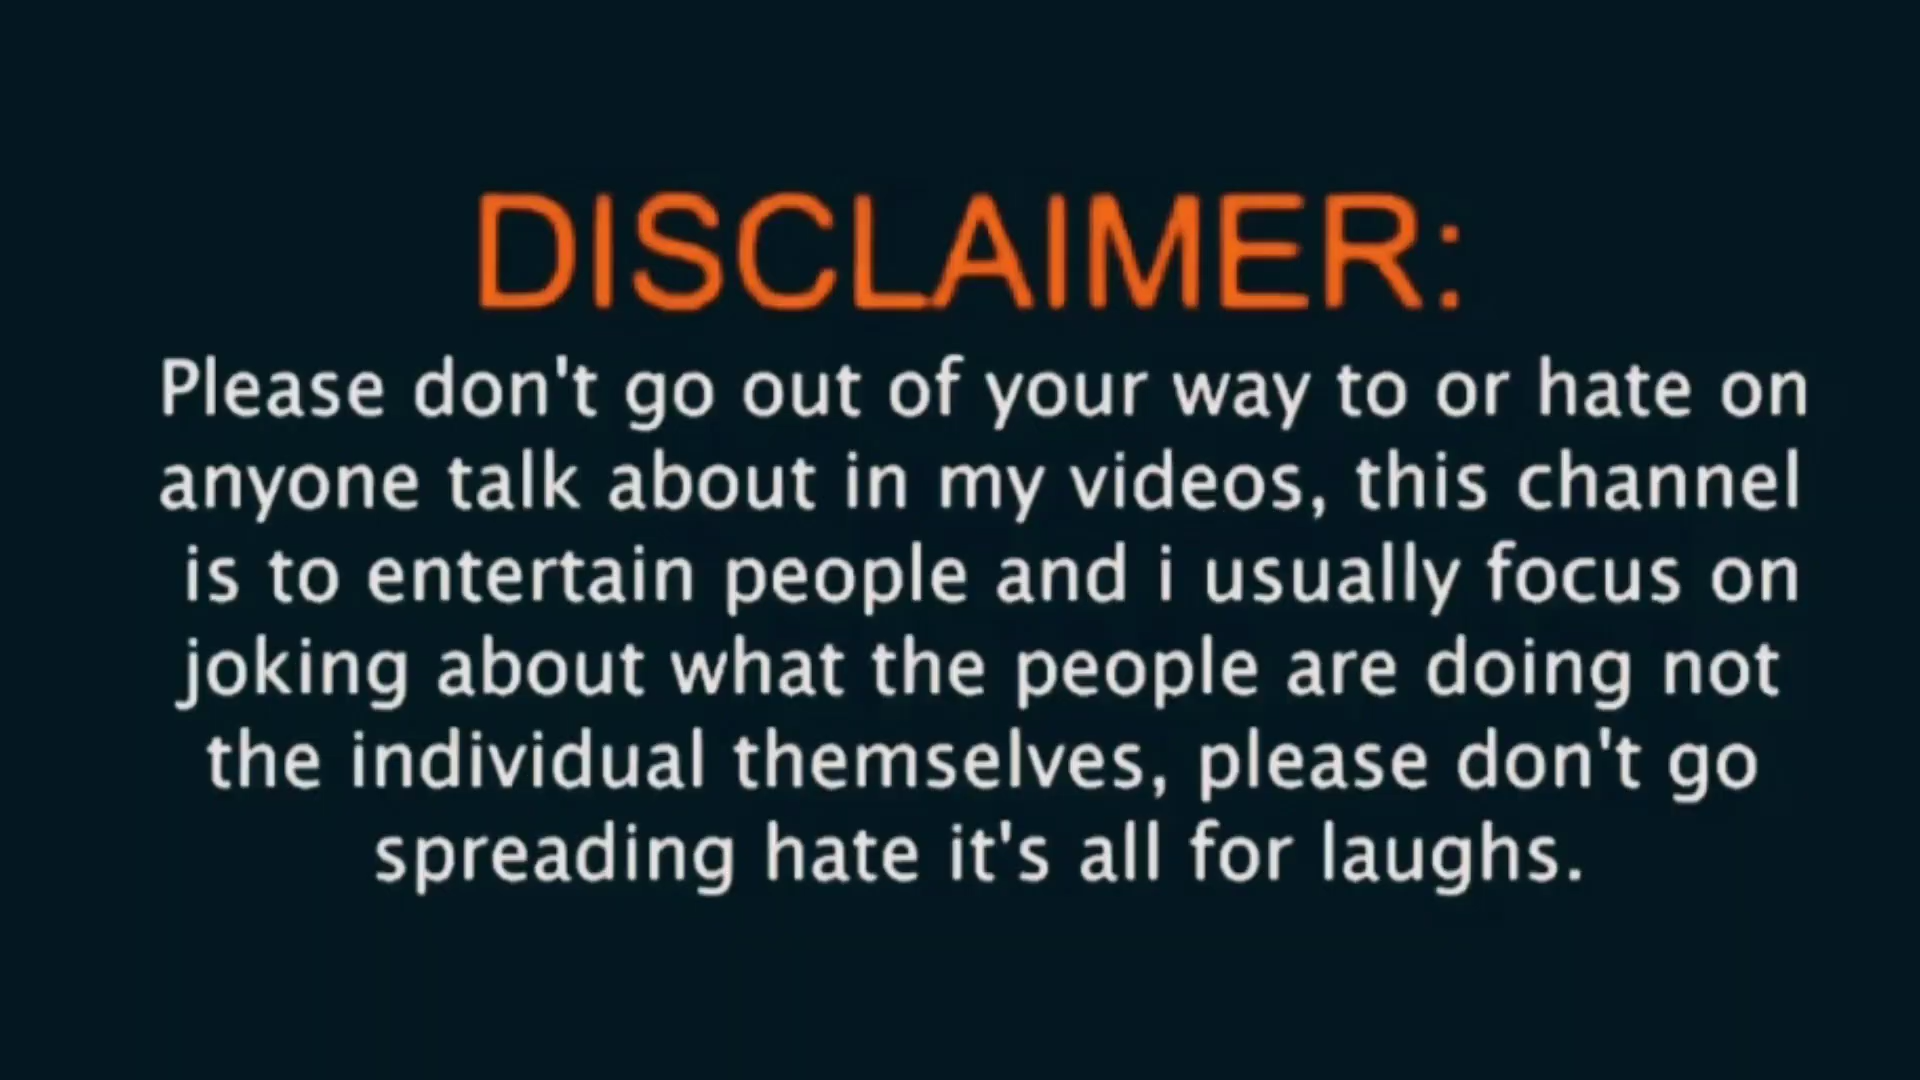 DISCLAIMER:
Please don't go out of your way to or hate on
anyone talk about in my videos, this channel
is to entertain people and i usually focus on
joking about what the people are doing not
the individual themselves, please don't go
spreading hate it's all for laughs.